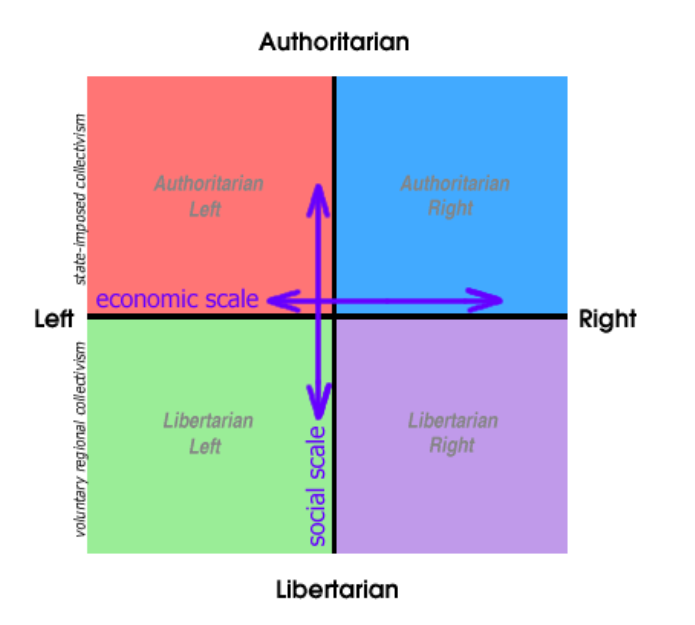 Authoritarian
state-imposed collectivism
Authoritarian
Left
Authoritarian
Right
economic scale
Left
Right
voluntary regional collectivism
Libertarian
Left
Libertarian
Right
social scale
Libertarian